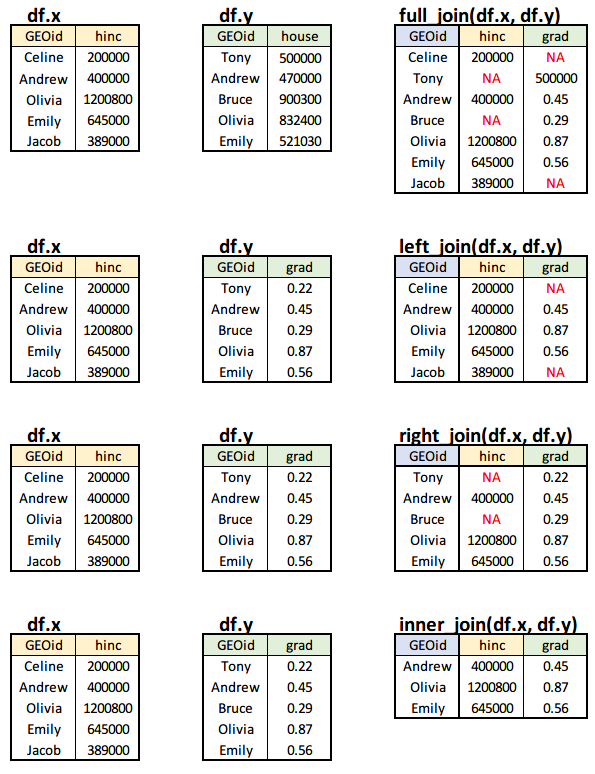 df.x df.y full_join(df.x, df.y)
GEOid hinc GEOid house GEOid hinc grad
Celine 200000 Tony 500000 Celine 200000 NA
Andrew 400000 Andrew 470000 Tony NA 500000
Olivia 1200800 Bruce 900300 Andrew 400000 0.45
Emily 645000 Olivia 832400 Bruce NA 0.29
Jacob 389000 Emily 521030 Olivia 1200800 0.87
Emily 645000 0.56
Jacob 389000 NA
df.x df.y left_join(df.x, df.y)
GEOid hinc GEOid grad GEOid hinc grad
Celine 200000 Tony 0.22 Celine 200000 NA
Andrew 400000 Andrew 0.45 Andrew 400000 0.45
Olivia 1200800 Bruce 0.29 Olivia 1200800 0.87
Emily 645000 Olivia 0.87 Emily 645000 0.56
Jacob 389000 Emily 0.56 Jacob 389000 NA
df.x df.y right_join(df.x, df.y)
GEOid hinc GEOid grad GEOid hinc grad
Celine 200000 Tony 0.22 Tony NA 0.22
Andrew 400000 Andrew 0.45 Andrew 400000 0.45
Olivia 1200800 Bruce 0.29 Bruce NA 0.29
Emily 645000 Olivia 0.87 Olivia 1200800 0.87
Jacob 389000 Emily 0.56 Emily 645000 0.56
df.x df.y inner_join(df.x, df.y)
GEOid hinc GEOid grad GEOid hinc grad
Celine 200000 Tony 0.22 Andrew 400000 0.45
Andrew 400000 Andrew 0.45 Olivia 1200800 0.87
Olivia 1200800 Bruce 0.29 Emily 645000 0.56
Emily 645000 Olivia 0.87
Jacob 389000 Emily 0.56